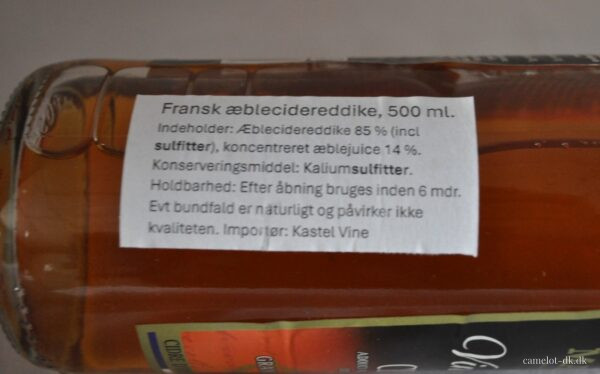 Fransk æblecidereddike, 500 ml.
Indeholder: Æblecidereddike 85 % (incl
sulfitter), koncentreret æblejuice 14 %.
Konserveringsmiddel: Kaliumsulfitter.
Holdbarhed: Efter åbning bruges inden 6 mdr.
Evt bundfald er naturligt og påvirker ikke
kvaliteten. Importør: Kastel Vine
CIDRE
camelot-dk.dk